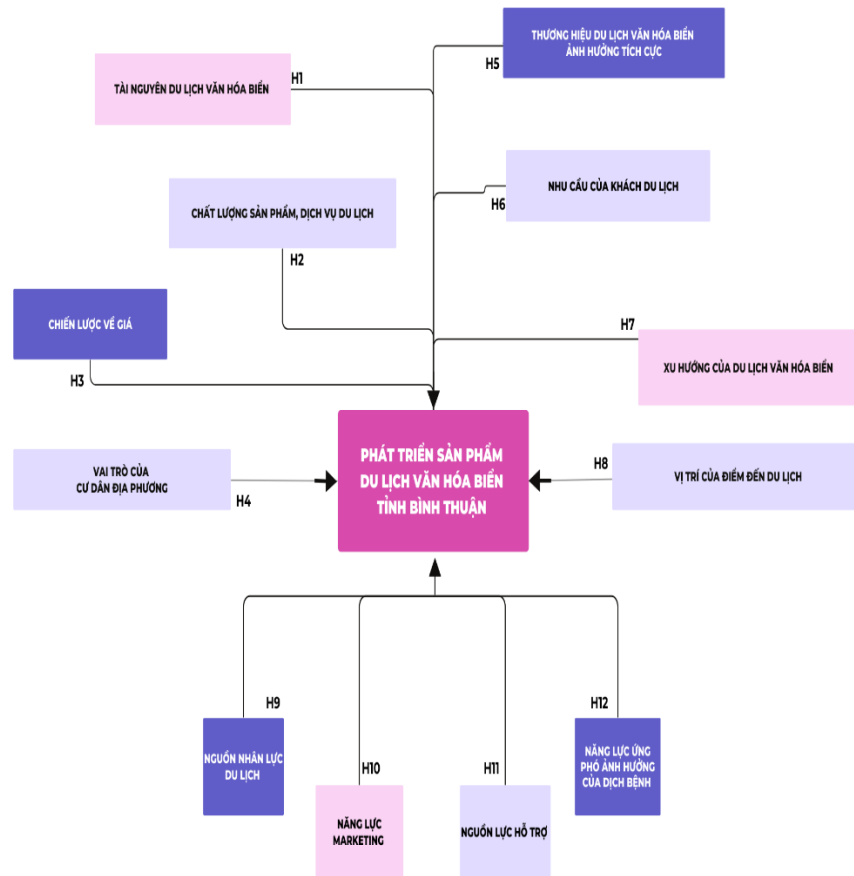 THƯƠNG HIỆU DU LỊCH VĂN HÓA BIỂN
ẢNH HƯỞNG TÍCH CỰC
H5
H1
TÀI NGUYÊN DU LỊCH VĂN HÓA BIỂN
NHU CẦU CỦA KHÁCH DU LỊCH
H6
CHẤT LƯỢNG SẢN PHẨM, DỊCH VỤ DU LỊCH
H2
CHIẾN LƯỢC VỀ GIÁ
H3
H7
XU HƯỚNG CỦA DU LỊCH VĂN HÓA BIỂN
PHÁT TRIỂN SẢN PHẨM
DU LỊCH VĂN HÓA BIỂN
TỈNH BÌNH THUẬN
VAI TRÒ CỦA
CƯ DÂN ĐỊA PHƯƠNG
H4
H8
VỊ TRÍ CỦA ĐIỂM ĐẾN DU LỊCH
H9
NGUỒN NHÂN LỰC
DU LỊCH
H10
NĂNG LỰC
MARKETING
H11
NGUỒN LỰC HỖ TRỢ
H12
NĂNG LỰC ỨNG
PHÓ ẢNH HƯỞNG
CỦA DỊCH BỆNH